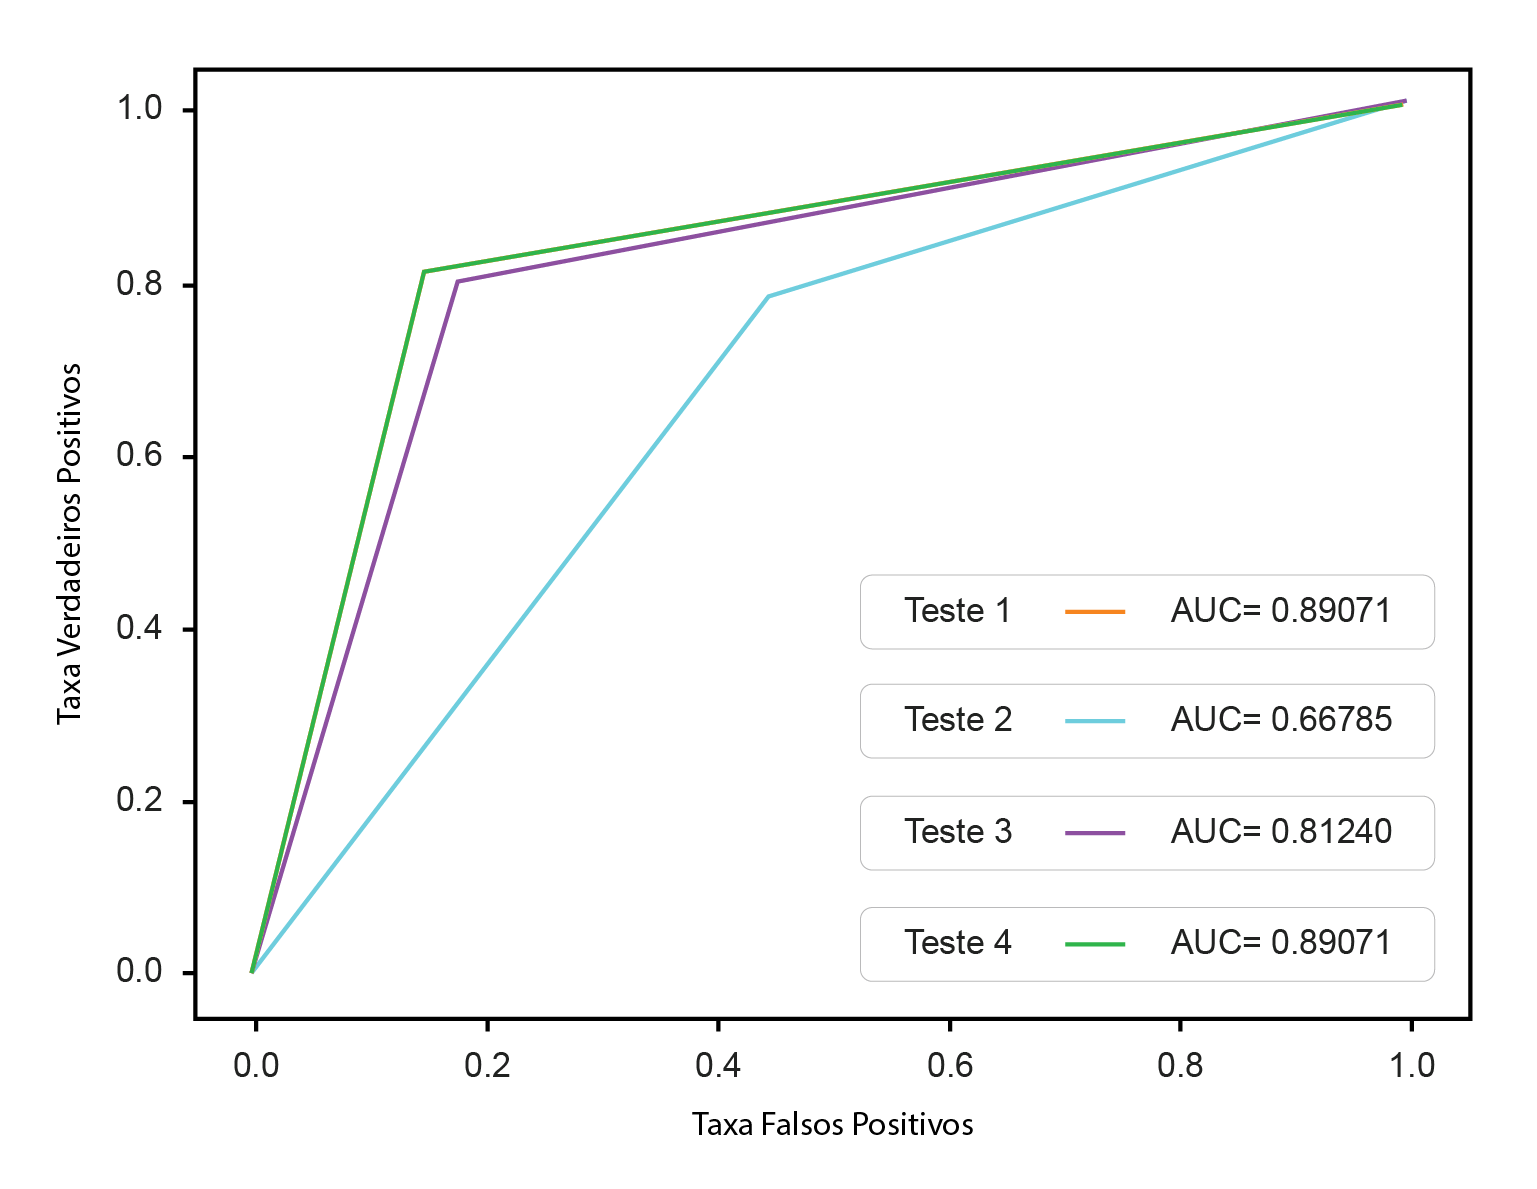 1.0
0.8
0.6
0.4
0.2
0.0
Taxa Verdadeiros Positivos
Teste 1 AUC= 0.89071
Teste 2 AUC= 0.66785
Teste 3 AUC= 0.81240
Teste 4 AUC= 0.89071
0.0 0.2 0.4 0.6 0.8 1.0
Taxa Falsos Positivos